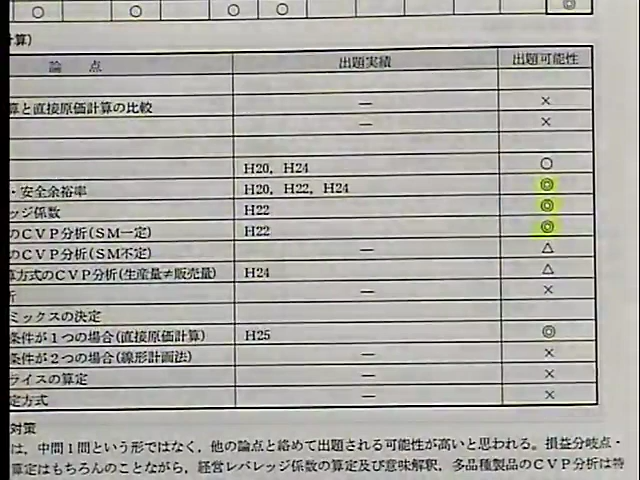 ○ ○ ○ ○ ◎
計算)
論 点 出題実績 出題可能性
算と直接原価計算の比較 — ×
— ×
H20, H24 ○
・安全余裕率 H20, H22, H24 ◎
ッジ係数 H22 ◎
のCVP分析(SM一定) H22 ◎
のCVP分析(SM不定) — △
算方式のCVP分析(生産量≠販売量) H24 △
析 — ×
ミックスの決定
条件が1つの場合(直接原価計算) H25 ◎
条件が2つの場合(線形計画法) — ×
ライスの算定 — ×
定方式 — ×
対策
は,中間1問という形ではなく,他の論点と絡めて出題される可能性が高いと思われる。損益分岐点・
算定はもちろんのことながら,経営レバレッジ係数の算定及び意味解釈,多品種製品のCVP分析は特